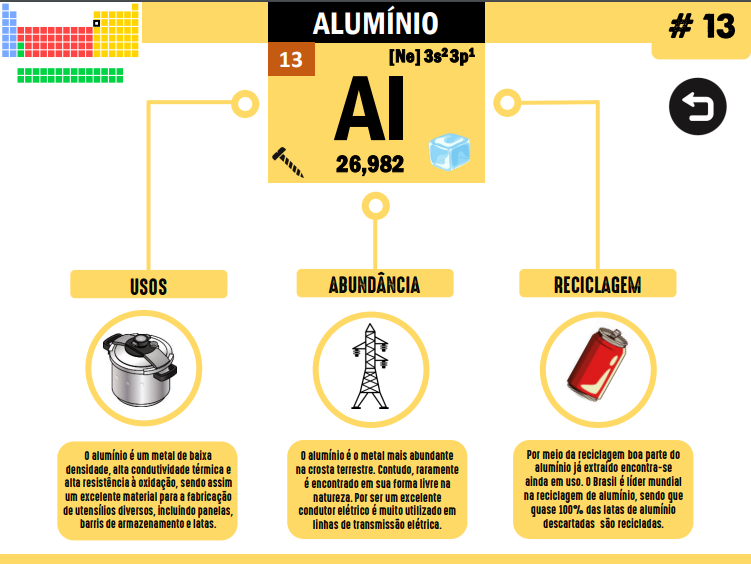 ALUMÍNIO
# 13
13
[Ne] 3s² 3p¹
Al
26,982
USOS
ABUNDÂNCIA
RECICLAGEM
O alumínio é um metal de baixa
densidade, alta condutividade térmica e
alta resistência à oxidação, sendo assim
um excelente material para a fabricação
de utensílios diversos, incluindo panelas,
barris de armazenamento e latas.
O alumínio é o metal mais abundante
na crosta terrestre. Contudo, raramente
é encontrado em sua forma livre na
natureza. Por ser um excelente
condutor elétrico é muito utilizado em
linhas de transmissão elétrica.
Por meio da reciclagem boa parte do
alumínio já extraído encontra-se
ainda em uso. O Brasil é líder mundial
na reciclagem de alumínio, sendo que
quase 100% das latas de alumínio
descartadas são recicladas.